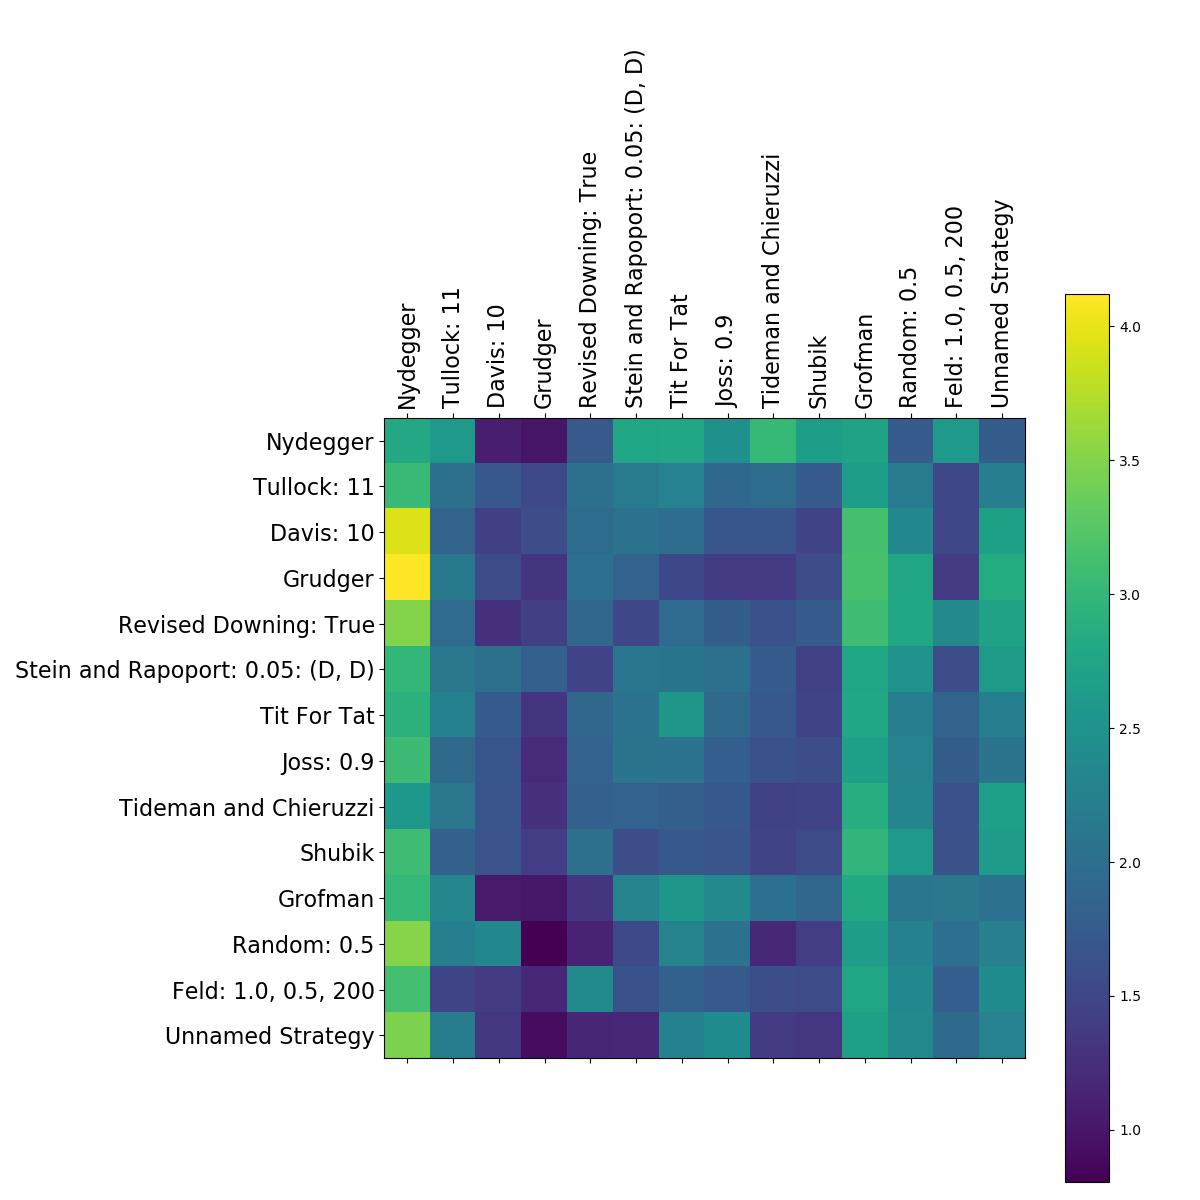 Nydegger
Tullock: 11
Davis: 10
Grudger
Revised Downing: True
Stein and Rapoport: 0.05: (D, D)
Tit For Tat
Joss: 0.9
Tideman and Chieruzzi
Shubik
Grofman
Random: 0.5
Feld: 1.0, 0.5, 200
Unnamed Strategy
Nydegger
Tullock: 11
Davis: 10
Grudger
Revised Downing: True
Stein and Rapoport: 0.05: (D, D)
Tit For Tat
Joss: 0.9
Tideman and Chieruzzi
Shubik
Grofman
Random: 0.5
Feld: 1.0, 0.5, 200
Unnamed Strategy
4.0
3.5
3.0
2.5
2.0
1.5
1.0